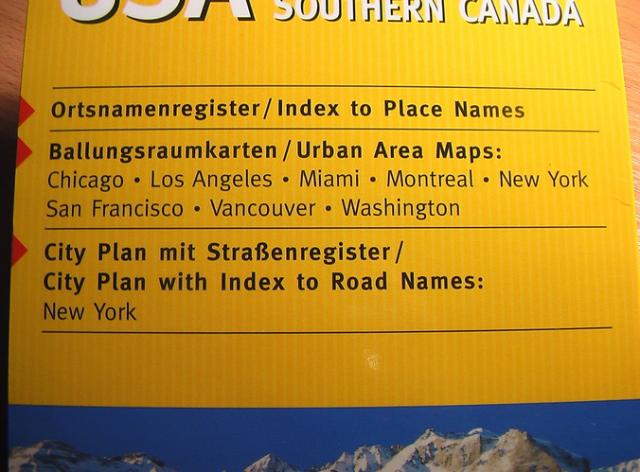 USA SOUTHERN CANADA
Ortsnamenregister/Index to Place Names
Ballungsraumkarten/Urban Area Maps:
Chicago • Los Angeles • Miami • Montreal • New York
San Francisco • Vancouver • Washington
City Plan mit Straßenregister/
City Plan with Index to Road Names:
New York